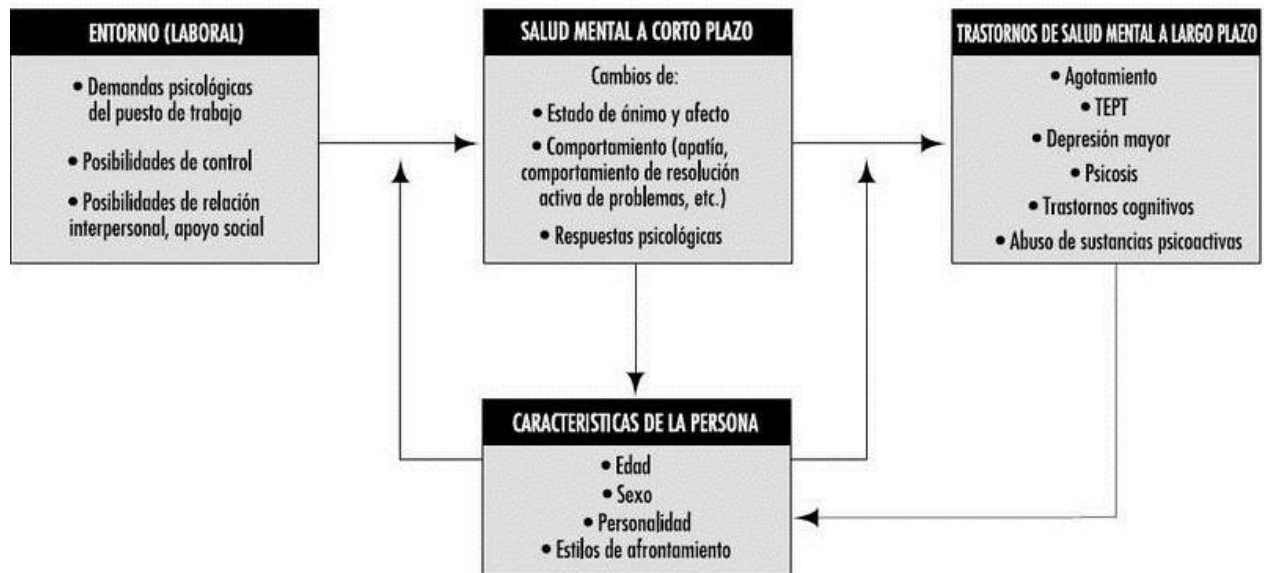 ENTORNO (LABORAL)
• Demandas psicológicas
del puesto de trabajo
• Posibilidades de control
• Posibilidades de relación
interpersonal, apoyo social
SALUD MENTAL A CORTO PLAZO
Cambios de:
• Estado de ánimo y afecto
• Comportamiento (apatía,
comportamiento de resolución
activa de problemas, etc.)
• Respuestas psicológicas
TRASTORNOS DE SALUD MENTAL A LARGO PLAZO
• Agotamiento
• TEPT
• Depresión mayor
• Psicosis
• Trastornos cognitivos
• Abuso de sustancias psicoactivas
CARACTERISTICAS DE LA PERSONA
• Edad
• Sexo
• Personalidad
• Estilos de afrontamiento